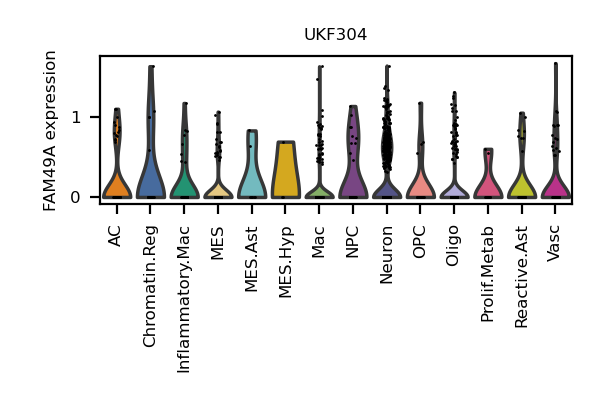 UKF304
FAM49A expression
1
0
AC
Chromatin.Reg
Inflammatory.Mac
MES
MES.Ast
MES.Hyp
Mac
NPC
Neuron
OPC
Oligo
Prolif.Metab
Reactive.Ast
Vasc